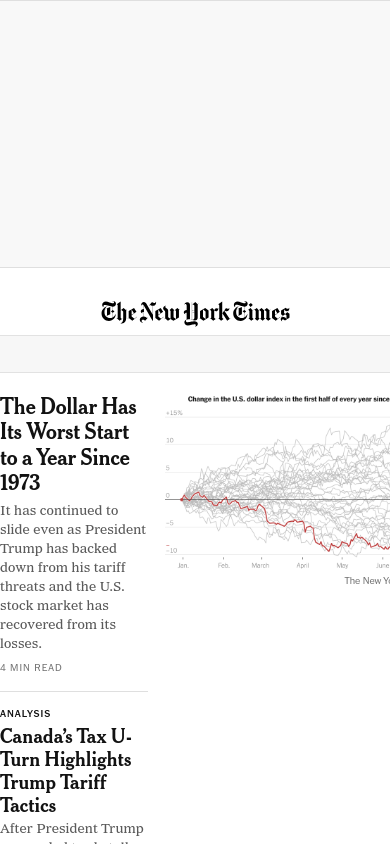 The New York Times
The Dollar Has
Its Worst Start
to a Year Since
1973
It has continued to
slide even as President
Trump has backed
down from his tariff
threats and the U.S.
stock market has
recovered from its
losses.
4 MIN READ
Change in the U.S. dollar index in the first half of every year since
+15%
10
5
0
−5
−10
Jan.
Feb.
March
April
May
June
The New Yo
ANALYSIS
Canada’s Tax U-
Turn Highlights
Trump Tariff
Tactics
After President Trump